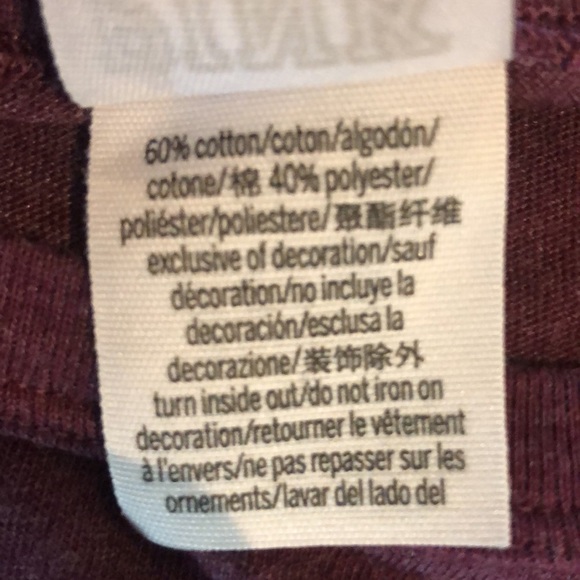 PINK
60% cotton/coton/algodón/
cotone/棉 40% polyester/
poliéster/poliestere/聚酯纤维
exclusive of decoration/sauf
décoration/no incluye la
decoración/esclusa la
decorazione/装饰除外
turn inside out/do not iron on
decoration/retourner le vêtement
à l'envers/ne pas repasser sur les
ornements/lavar del lado del